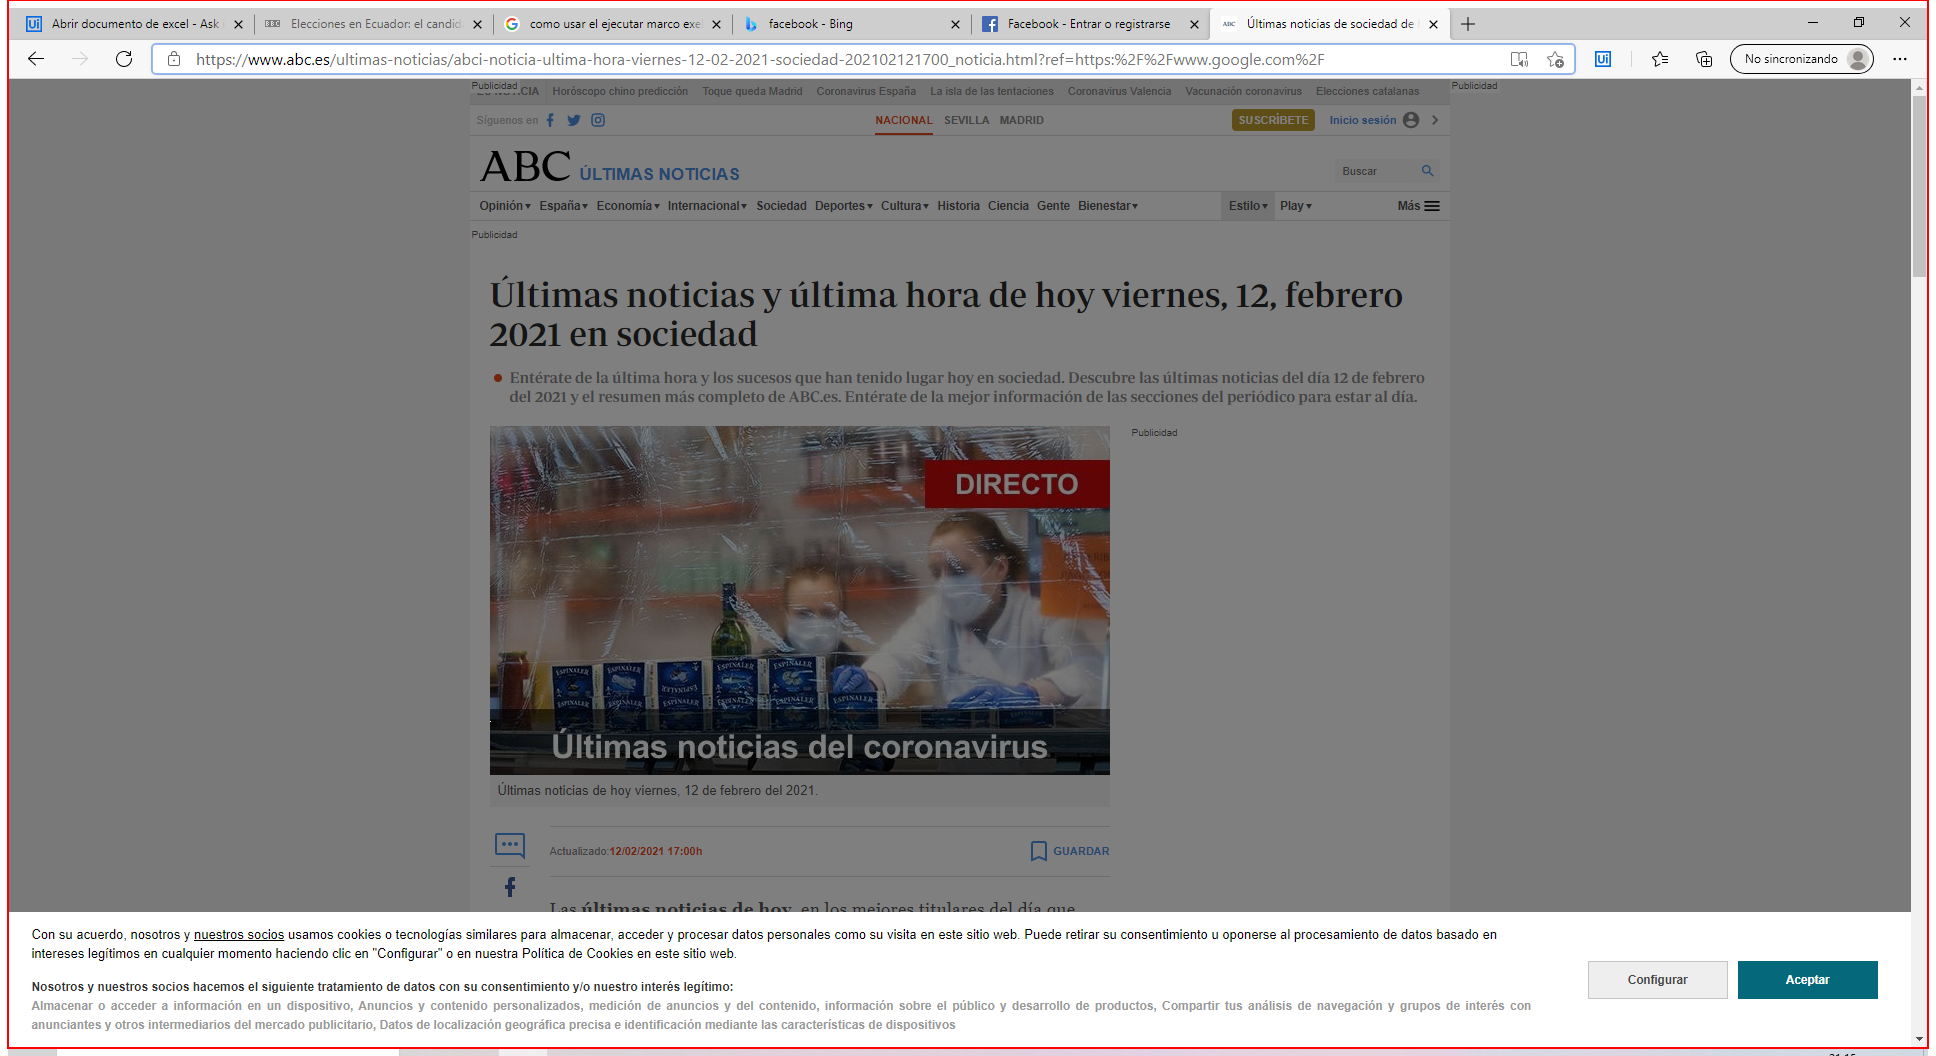 Abrir documento de excel - Ask
Elecciones en Ecuador: el candid
como usar el ejecutar marco exe
facebook - Bing
Facebook - Entrar o registrarse
Últimas noticias de sociedad de
https://www.abc.es/ultimas-noticias/abci-noticia-ultima-hora-viernes-12-02-2021-sociedad-202102121700_noticia.html?ref=https:%2F%2Fwww.google.com%2F
No sincronizando
Publicidad
Publicidad
Horóscopo chino predicción Toque queda Madrid Coronavirus España La isla de las tentaciones Coronavirus Valencia Vacunación coronavirus Elecciones catalanas
Síguenos en
NACIONAL SEVILLA MADRID
SUSCRÍBETE Inicio sesión
ABC ÚLTIMAS NOTICIAS
Buscar
Opinión España Economía Internacional Sociedad Deportes Cultura Historia Ciencia Gente Bienestar Estilo Play Más
Publicidad
Últimas noticias y última hora de hoy viernes, 12, febrero
2021 en sociedad
Entérate de la última hora y los sucesos que han tenido lugar hoy en sociedad. Descubre las últimas noticias del día 12 de febrero
del 2021 y el resumen más completo de ABC.es. Entérate de la mejor información de las secciones del periódico para estar al día.
Publicidad
DIRECTO
ESPINALER ESPINALER ESPINALER ESPINALER
ESPINALER ESPINALER ESPINALER ESPINALER ESPINALER
Últimas noticias del coronavirus
Últimas noticias de hoy viernes, 12 de febrero del 2021.
Actualizado:12/02/2021 17:00h
GUARDAR
Las últimas noticias de hoy, en los mejores titulares del día que
Con su acuerdo, nosotros y nuestros socios usamos cookies o tecnologías similares para almacenar, acceder y procesar datos personales como su visita en este sitio web. Puede retirar su consentimiento u oponerse al procesamiento de datos basado en
intereses legítimos en cualquier momento haciendo clic en "Configurar" o en nuestra Política de Cookies en este sitio web.
Nosotros y nuestros socios hacemos el siguiente tratamiento de datos con su consentimiento y/o nuestro interés legítimo:
Almacenar o acceder a información en un dispositivo, Anuncios y contenido personalizados, medición de anuncios y del contenido, información sobre el público y desarrollo de productos, Compartir tus análisis de navegación y grupos de interés con
anunciantes y otros intermediarios del mercado publicitario, Datos de localización geográfica precisa e identificación mediante las características de dispositivos
Configurar
Aceptar